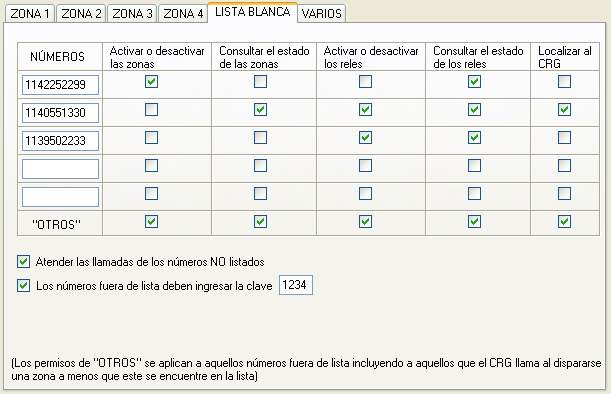 ZONA 1 ZONA 2 ZONA 3 ZONA 4 LISTA BLANCA VARIOS
NÚMEROS
Activar o desactivar
las zonas
Consultar el estado
de las zonas
Activar o desactivar
los reles
Consultar el estado
de los reles
Localizar al
CRG
1142252299
1140551330
1139502233
"OTROS"
Atender las llamadas de los números NO listados
Los números fuera de lista deben ingresar la clave 1234
(Los permisos de "OTROS" se aplican a aquellos números fuera de lista incluyendo a aquellos que el CRG llama al dispararse
una zona a menos que este se encuentre en la lista)